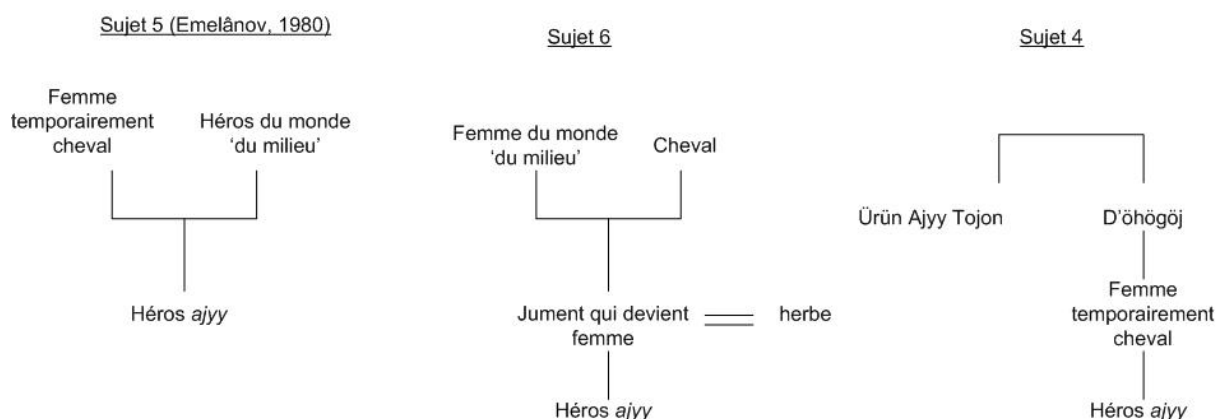 Sujet 5 (Emelânov, 1980)
Femme
temporairement
cheval
Héros du monde
‘du milieu’
Héros ajyy
Sujet 6
Femme du monde
‘du milieu’
Cheval
Jument qui devient
femme
herbe
Héros ajyy
Sujet 4
Ürün Ajyy Tojon
D’öhögöj
Femme
temporairement
cheval
Héros ajyy